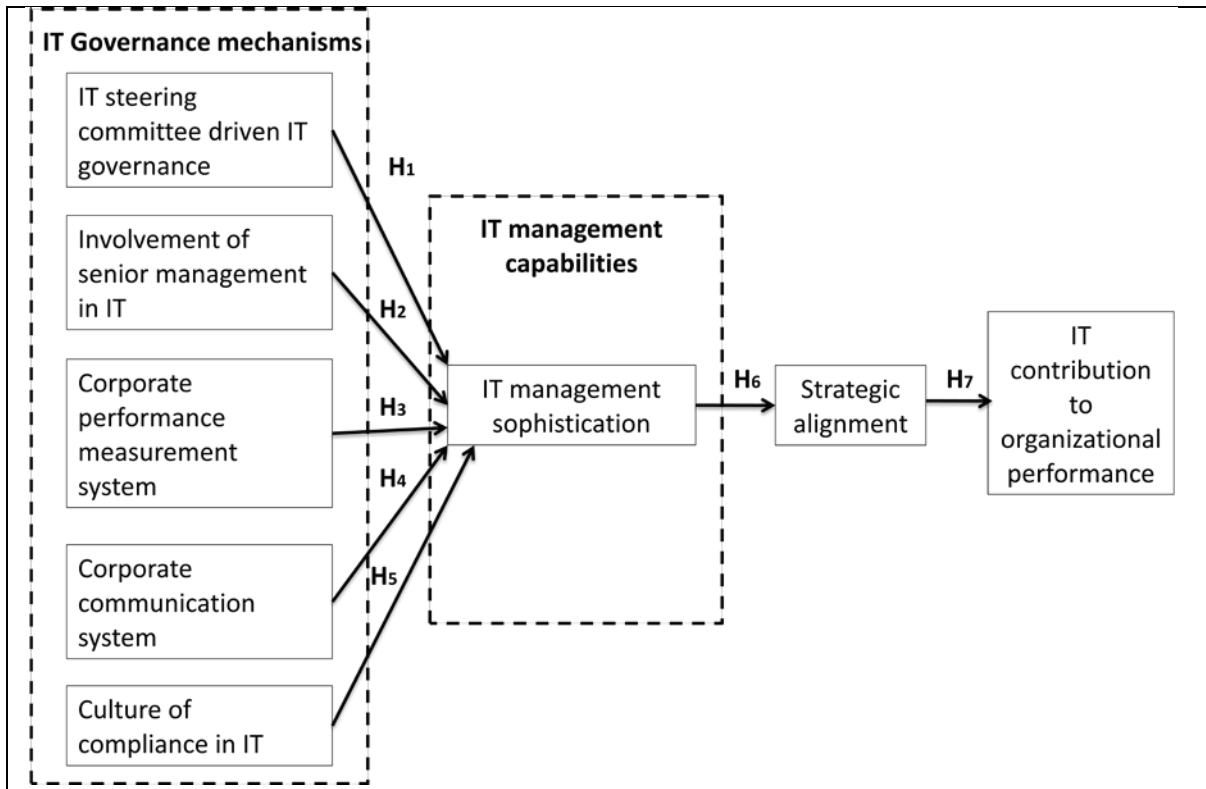 IT Governance mechanisms
IT steering
committee driven IT
governance
Involvement of
senior management
in IT
Corporate
performance
measurement
system
Corporate
communication
system
Culture of
compliance in IT
H1
H2
H3
H4
H5
IT management
capabilities
IT management
sophistication
H6
Strategic
alignment
H7
IT
contribution
to
organizational
performance